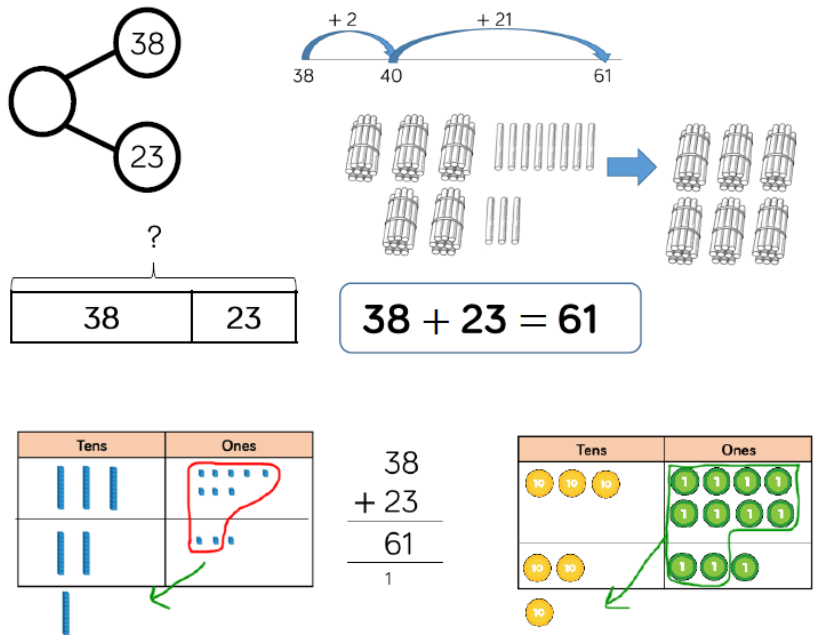 38
23
+ 2
+ 21
38 40 61
?
38 23
38 + 23 = 61
Tens Ones
38
+ 23
61
1
Tens Ones
10 10 10
1 1 1 1
1 1 1 1
10 10
1 1 1
10